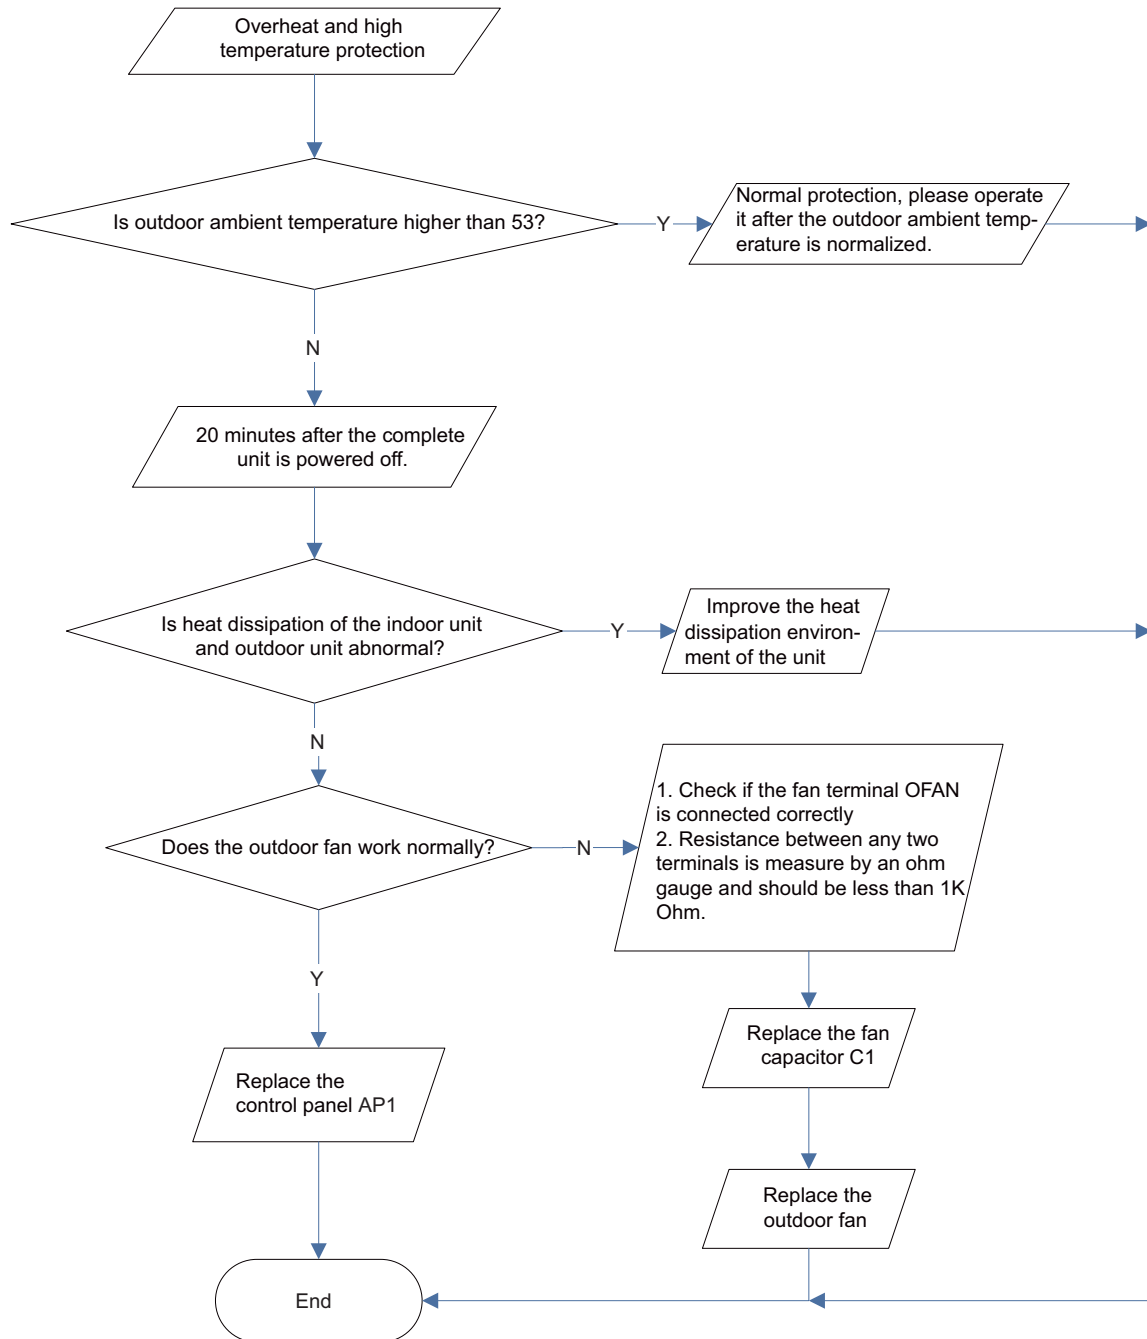 Overheat and high
temperature protection
Is outdoor ambient temperature higher than 53?
Y
Normal protection, please operate
it after the outdoor ambient temp-
erature is normalized.
N
20 minutes after the complete
unit is powered off.
Is heat dissipation of the indoor unit
and outdoor unit abnormal?
Y
Improve the heat
dissipation environ-
ment of the unit
N
Does the outdoor fan work normally?
N
1. Check if the fan terminal OFAN
is connected correctly
2. Resistance between any two
terminals is measure by an ohm
gauge and should be less than 1K
Ohm.
Y
Replace the fan
capacitor C1
Replace the
control panel AP1
Replace the
outdoor fan
End